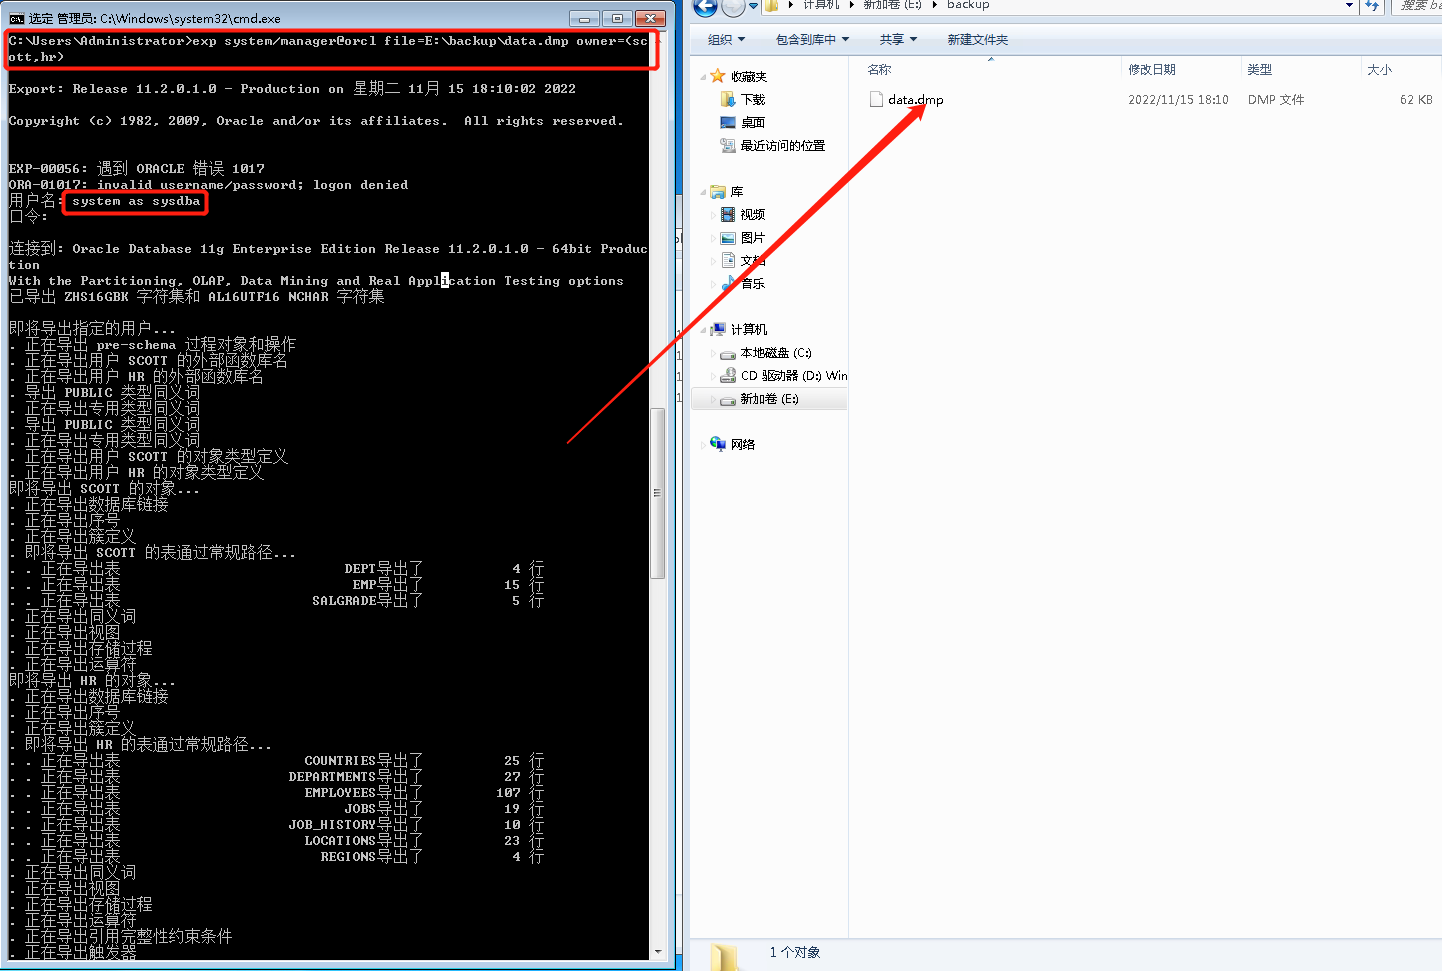 选定 管理员: C:\Windows\system32\cmd.exe
C:\Users\Administrator>exp system/manager@orcl file=E:\backup\data.dmp owner=(sc
ott,hr)
Export: Release 11.2.0.1.0 - Production on 星期二 11月 15 18:10:02 2022
Copyright (c) 1982, 2009, Oracle and/or its affiliates.  All rights reserved.
EXP-00056: 遇到 ORACLE 错误 1017
ORA-01017: invalid username/password; logon denied
用户名: system as sysdba
口令:
连接到: Oracle Database 11g Enterprise Edition Release 11.2.0.1.0 - 64bit Produc
tion
With the Partitioning, OLAP, Data Mining and Real Application Testing options
已导出 ZHS16GBK 字符集和 AL16UTF16 NCHAR 字符集
即将导出指定的用户...
. 正在导出 pre-schema 过程对象和操作
. 正在导出用户 SCOTT 的外部函数库名
. 正在导出用户 HR 的外部函数库名
. 导出 PUBLIC 类型同义词
. 正在导出专用类型同义词
. 导出 PUBLIC 类型同义词
. 正在导出专用类型同义词
. 正在导出用户 SCOTT 的对象类型定义
. 正在导出用户 HR 的对象类型定义
即将导出 SCOTT 的对象...
. 正在导出数据库链接
. 正在导出序号
. 正在导出簇定义
. 即将导出 SCOTT 的表通过常规路径...
. . 正在导出表 DEPT导出了 4 行
. . 正在导出表 EMP导出了 15 行
. . 正在导出表 SALGRADE导出了 5 行
. 正在导出同义词
. 正在导出视图
. 正在导出存储过程
. 正在导出运算符
即将导出 HR 的对象...
. 正在导出数据库链接
. 正在导出序号
. 正在导出簇定义
. 即将导出 HR 的表通过常规路径...
. . 正在导出表 COUNTRIES导出了 25 行
. . 正在导出表 DEPARTMENTS导出了 27 行
. . 正在导出表 EMPLOYEES导出了 107 行
. . 正在导出表 JOBS导出了 19 行
. . 正在导出表 JOB_HISTORY导出了 10 行
. . 正在导出表 LOCATIONS导出了 23 行
. . 正在导出表 REGIONS导出了 4 行
. 正在导出同义词
. 正在导出视图
. 正在导出存储过程
. 正在导出运算符
. 正在导出引用完整性约束条件
. 正在导出触发器
计算机 新加卷 (E:) backup 搜索 ba
组织 包含到库中 共享 新建文件夹
名称 修改日期 类型 大小
data.dmp 2022/11/15 18:10 DMP 文件 62 KB
收藏夹
下载
桌面
最近访问的位置
库
视频
图片
文档
音乐
计算机
本地磁盘 (C:)
CD 驱动器 (D:) Win
新加卷 (E:)
网络
1 个对象